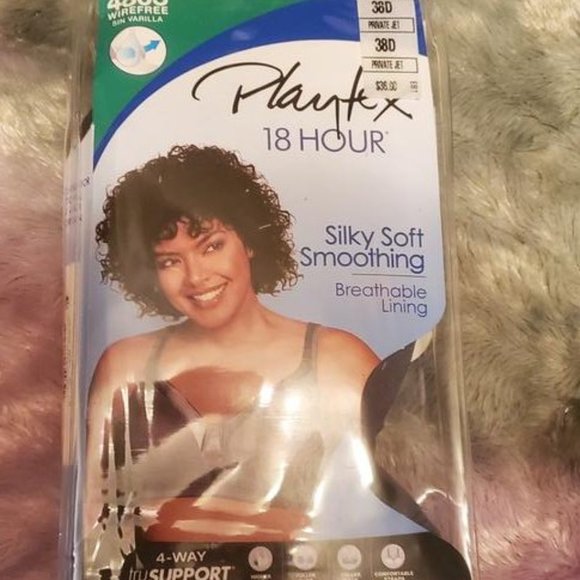 WIREFREE
SIN VARILLA
38D
PRIVATE JET
38D
PRIVATE JET
$36.00
Playtex
18 HOUR
Silky Soft
Smoothing
Breathable
Lining
4-WAY
truSUPPORT
COMFORTABLE